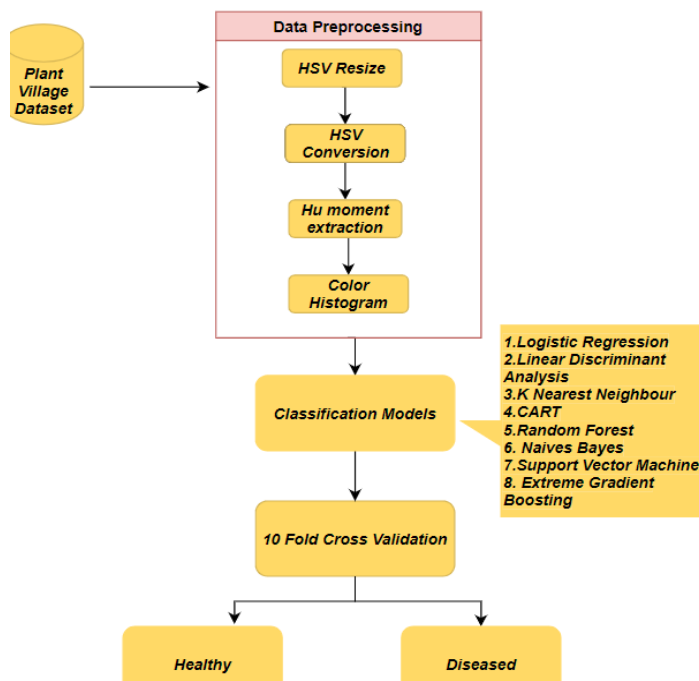 Data Preprocessing
Plant
Village
Dataset
HSV Resize
HSV
Conversion
Hu moment
extraction
Color
Histogram
Classification Models
1.Logistic Regression
2.Linear Discriminant
Analysis
3.K Nearest Neighbour
4.CART
5.Random Forest
6. Naives Bayes
7.Support Vector Machine
8. Extreme Gradient
Boosting
10 Fold Cross Validation
Healthy
Diseased